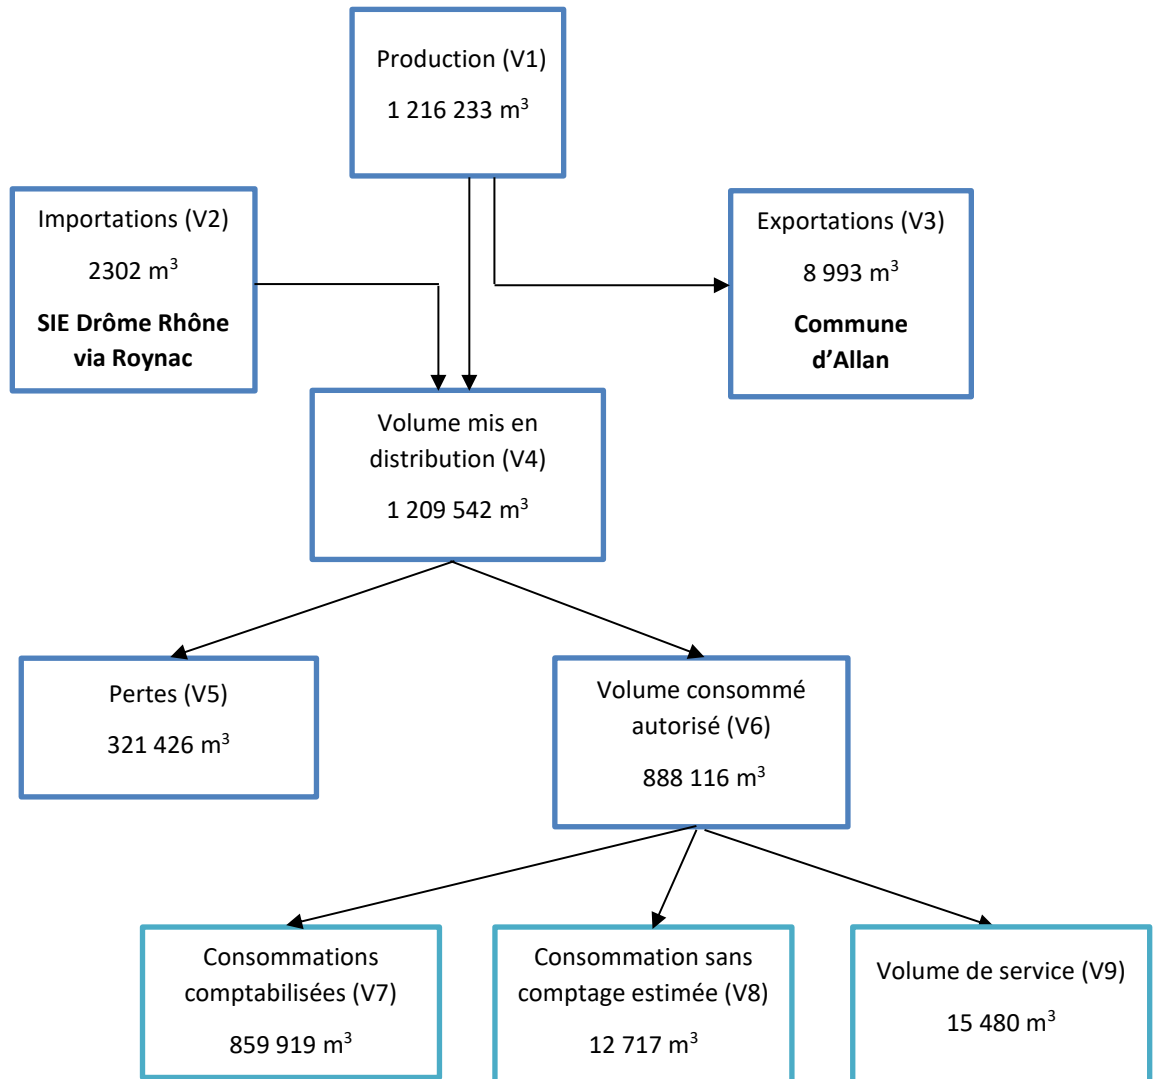 Production (V1)
1 216 233 m³
Importations (V2)
2302 m³
SIE Drôme Rhône
via Roynac
Exportations (V3)
8 993 m³
Commune
d’Allan
Volume mis en
distribution (V4)
1 209 542 m³
Pertes (V5)
321 426 m³
Volume consommé
autorisé (V6)
888 116 m³
Consommations
comptabilisées (V7)
859 919 m³
Consommation sans
comptage estimée (V8)
12 717 m³
Volume de service (V9)
15 480 m³